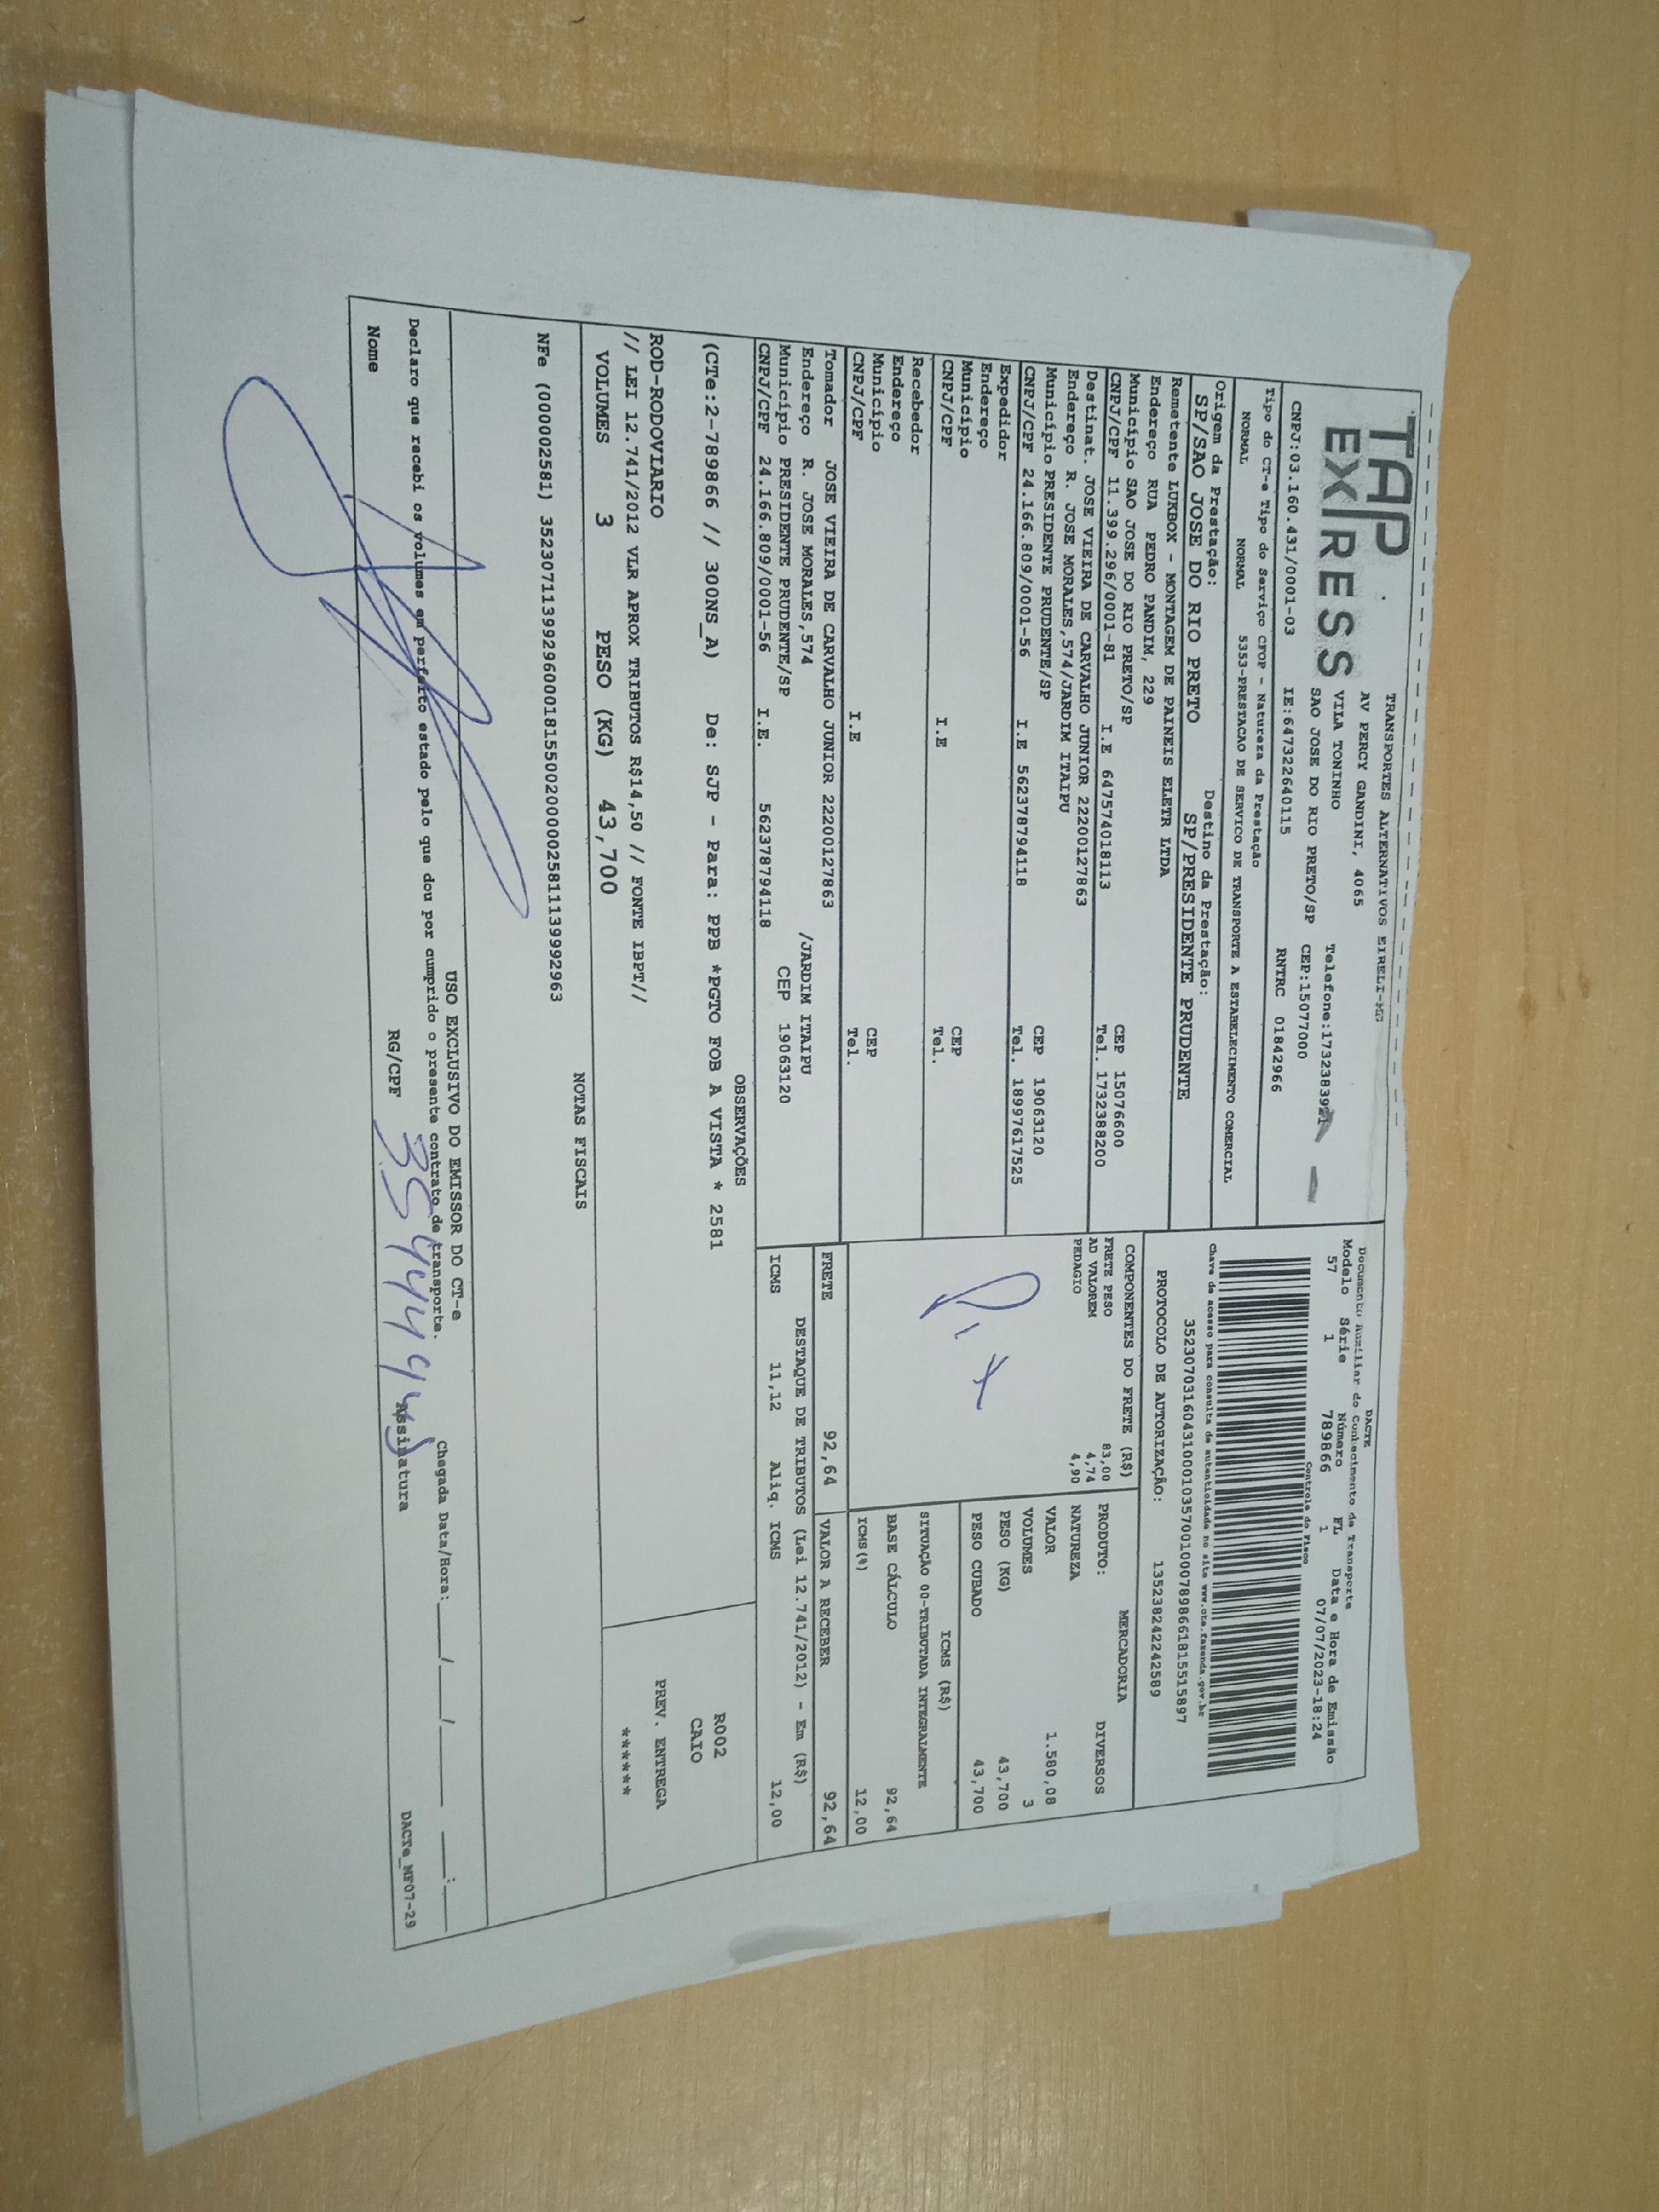 TAP EXPRESS
TRANSPORTES ALTERNATIVOS EIRELI-ME
AV PERCY GANDINI, 4065
VILA TONINHO
SAO JOSE DO RIO PRETO/SP
Telefone:1732383921
CEP:15077000
CNPJ:03.160.431/0001-03 IE:647322640115 RNTRC 01842966
DACTE
Documento Auxiliar do Conhecimento de Transporte
Modelo Série Número FL Data e Hora de Emissão
57 1 789866 1 07/07/2023-18:24
Controle do Fisco
Chave de acesso para consulta de autenticidade no site www.cte.fazenda.gov.br
35230703160431000103570010007898661815515897
PROTOCOLO DE AUTORIZAÇÃO: 135238242242589
Tipo do CT-e Tipo do Serviço CFOP - Natureza da Prestação
NORMAL NORMAL 5353-PRESTACAO DE SERVICO DE TRANSPORTE A ESTABELECIMENTO COMERCIAL
Origem da Prestação: Destino da Prestação:
SP/SAO JOSE DO RIO PRETO SP/PRESIDENTE PRUDENTE
Remetente LUKBOX - MONTAGEM DE PAINEIS ELETR LTDA
Endereço RUA PEDRO PANDIM, 229
Município SAO JOSE DO RIO PRETO/SP CEP 15076600
CNPJ/CPF 11.399.296/0001-81 I.E 647574018113 Tel. 1732388200
Destinat. JOSE VIEIRA DE CARVALHO JUNIOR 22200127863
Endereço R. JOSE MORALES,574/JARDIM ITAIPU
Município PRESIDENTE PRUDENTE/SP CEP 19063120
CNPJ/CPF 24.166.809/0001-56 I.E 562378794118 Tel. 18997617525
Expedidor
Endereço
Município CEP
CNPJ/CPF I.E Tel.
Recebedor
Endereço
Município CEP
CNPJ/CPF I.E Tel.
Tomador JOSE VIEIRA DE CARVALHO JUNIOR 22200127863
Endereço R. JOSE MORALES,574 /JARDIM ITAIPU
Município PRESIDENTE PRUDENTE/SP CEP 19063120
CNPJ/CPF 24.166.809/0001-56 I.E. 562378794118
COMPONENTES DO FRETE (R$)
FRETE PESO 83,00
AD VALOREM 4,74
PEDAGIO 4,90
Pix
MERCADORIA
PRODUTO: DIVERSOS
NATUREZA
VALOR 1.580,08
VOLUMES 3
PESO (KG) 43,700
PESO CUBADO 43,700
ICMS (R$)
SITUAÇÃO 00-TRIBUTADA INTEGRALMENTE
BASE CÁLCULO 92,64
ICMS(%) 12,00
FRETE 92,64 VALOR A RECEBER 92,64
DESTAQUE DE TRIBUTOS (Lei 12.741/2012) - Em (R$)
ICMS 11,12 Aliq. ICMS 12,00
OBSERVAÇÕES
(CTe:2-789866 // 300NS_A) De: SJP - Para: PPB *PGTO FOB A VISTA * 2581
ROD-RODOVIARIO
// LEI 12.741/2012 VLR APROX TRIBUTOS R$14,50 // FONTE IBPT//
R002
CAIO
VOLUMES 3 PESO (KG) 43,700
PREV. ENTREGA
******
NOTAS FISCAIS
NFe (000002581) 35230711399296000181550020000025811139992963
USO EXCLUSIVO DO EMISSOR DO CT-e
Declaro que recebi os volumes em perfeito estado pelo que dou por cumprido o presente contrato de transporte.
Chegada Data/Hora: ___/___/____ ___:___
Nome RG/CPF Assinatura
DACTe_MF07-29